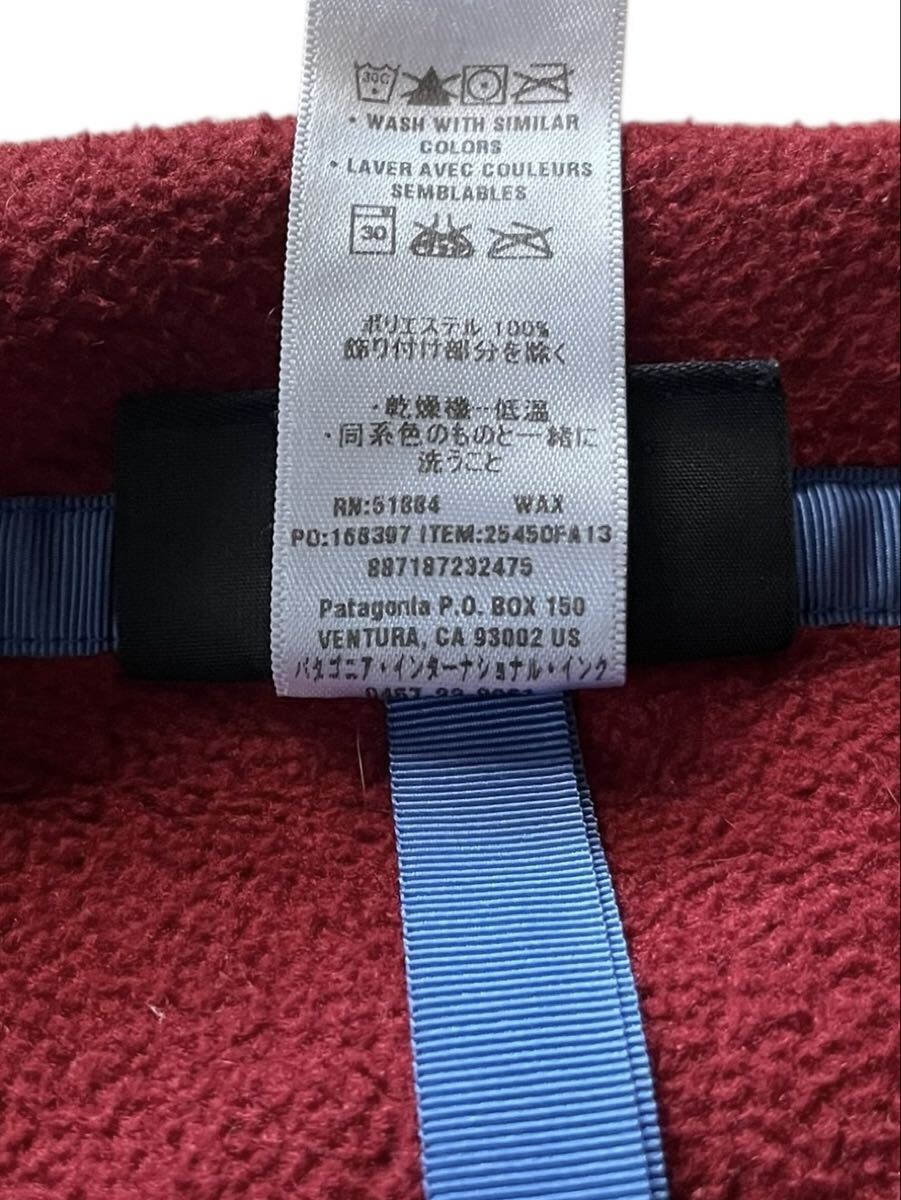 30C
• WASH WITH SIMILAR
COLORS
• LAVER AVEC COULEURS
SEMBLABLES
30
ポリエステル 100%
飾り付け部分を除く
・乾燥機--低温
・同系色のものと一緒に
洗うこと
RN:51884 WAX
PO:168397 ITEM:25450FA13
887187232475
Patagonia P.O. BOX 150
VENTURA, CA 93002 US
パタゴニア・インターナショナル・インク